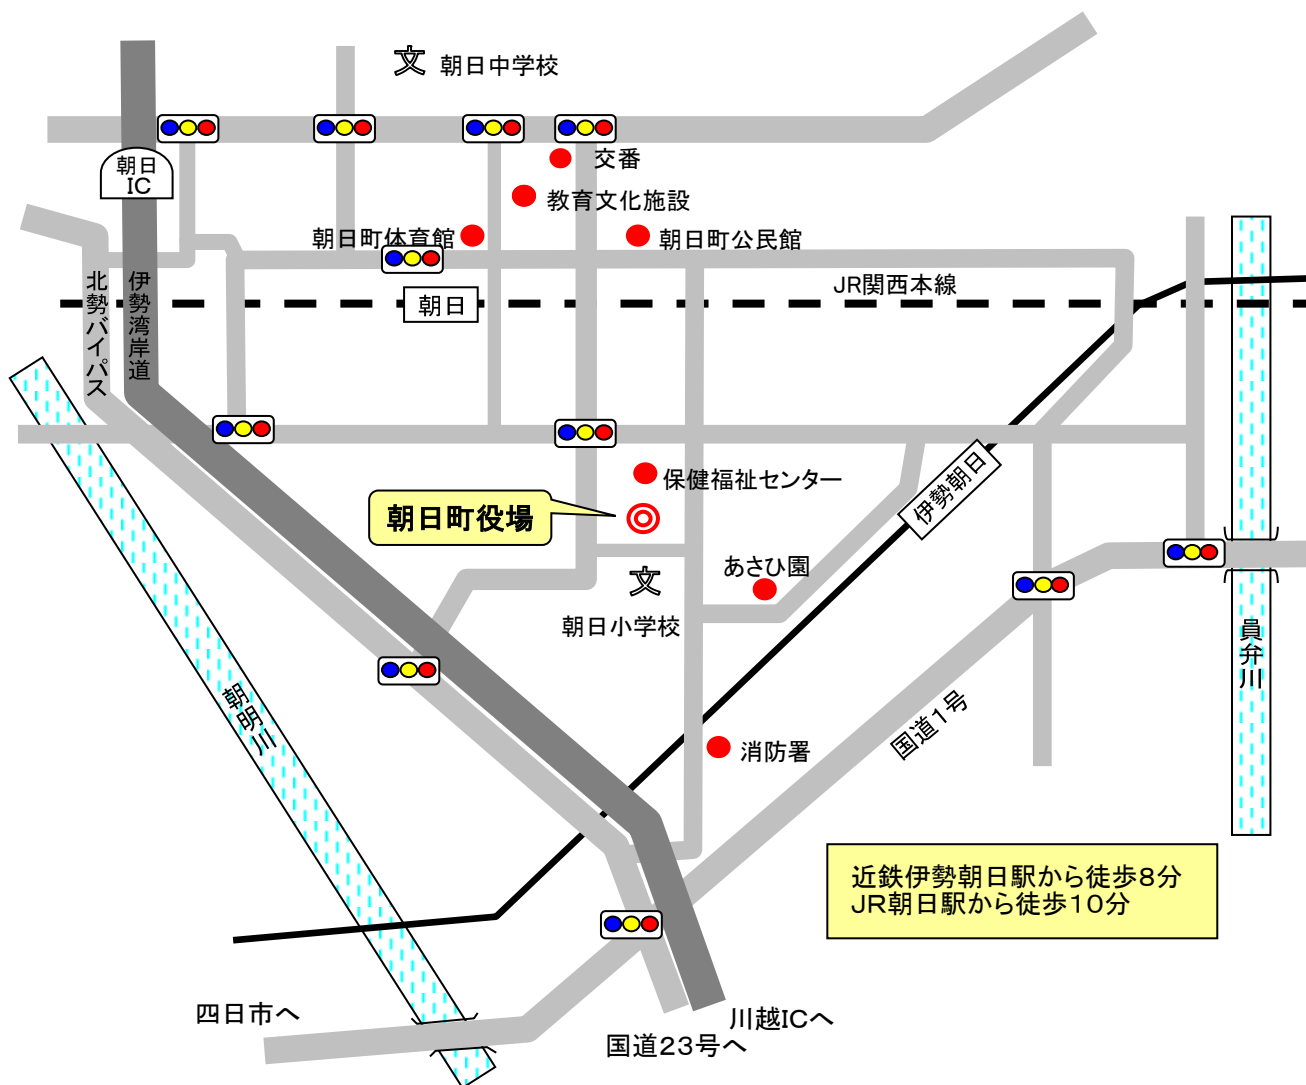 文 朝日中学校
交番
朝日
IC
教育文化施設
朝日町体育館
朝日町公民館
JR関西本線
北勢バイパス
伊勢湾岸道
朝日
伊勢朝日
保健福祉センター
朝日町役場
あさひ園
文
朝日小学校
員弁川
朝明川
国道1号
消防署
近鉄伊勢朝日駅から徒歩8分
JR朝日駅から徒歩10分
四日市へ
川越ICへ
国道23号へ